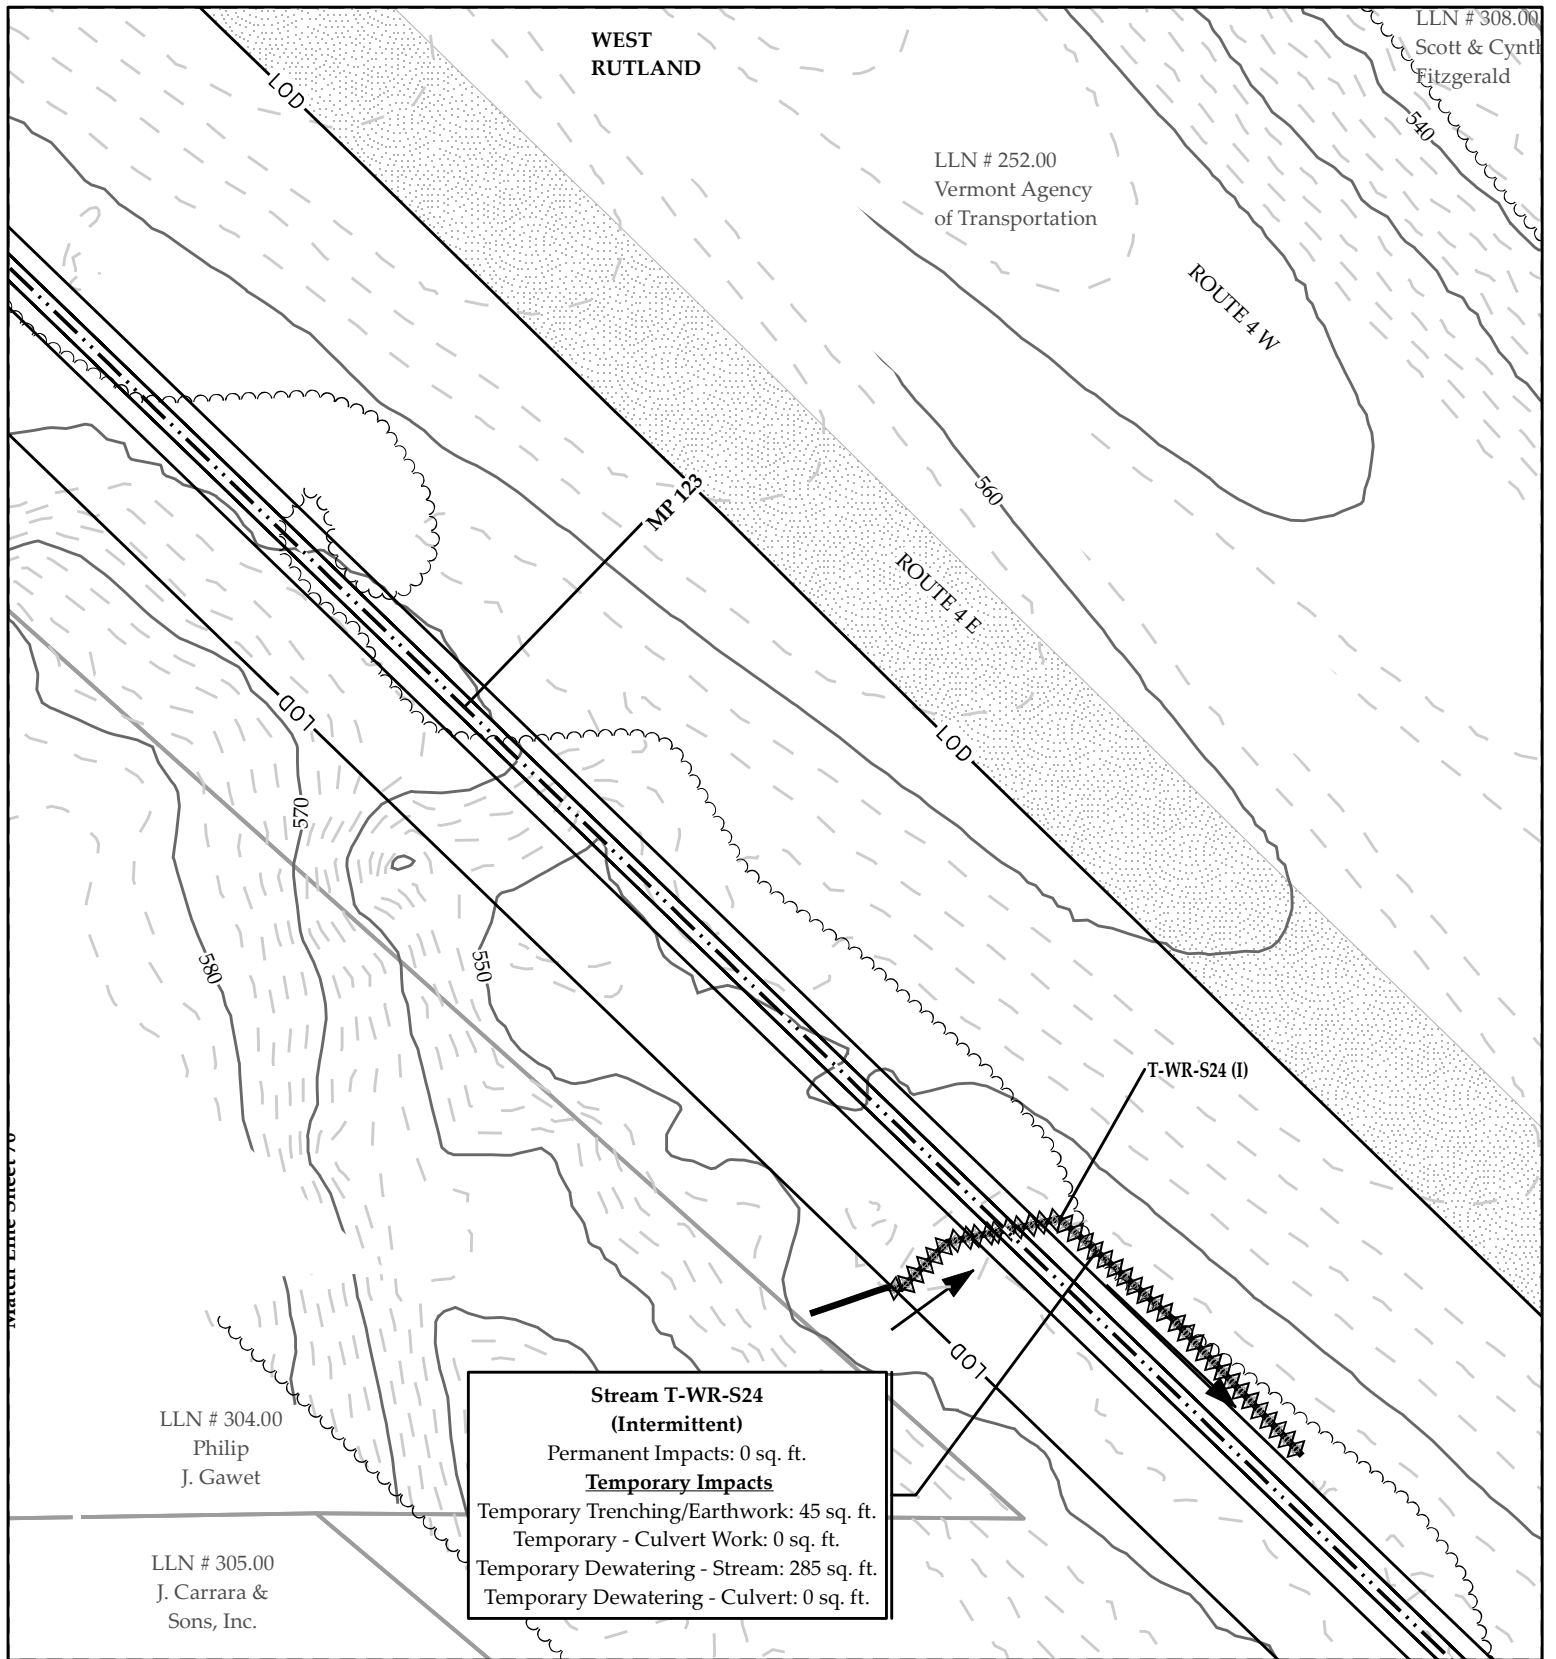 WEST
RUTLAND
LLN # 308.00
Scott &
Fitzgerald
LOD
540
LLN # 252.00
Vermont Agency
of Transportation
ROUTE 4 W
MP 123
560
ROUTE 4 E
LOD
LOD
570
580
550
T-WR-S24 (I)
Match Line Sheet
LOD
Stream T-WR-S24
(Intermittent)
Permanent Impacts: 0 sq. ft.
Temporary Impacts
Temporary Trenching/Earthwork: 45 sq. ft.
Temporary - Culvert Work: 0 sq. ft.
Temporary Dewatering - Stream: 285 sq. ft.
Temporary Dewatering - Culvert: 0 sq. ft.
LLN # 304.00
Philip
J. Gawet
LLN # 305.00
J. Carrara &
Sons, Inc.